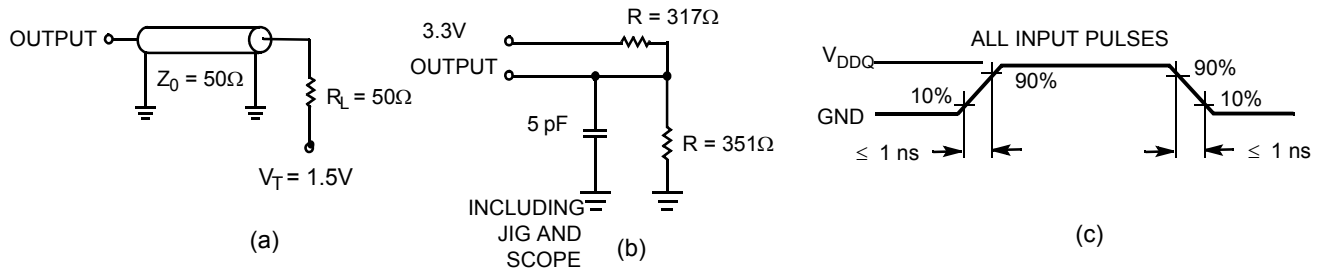 OUTPUT
Z0 = 50Ω
RL = 50Ω
VT = 1.5V
(a)
R = 317Ω
3.3V
OUTPUT
5 pF
R = 351Ω
INCLUDING
JIG AND
SCOPE
(b)
ALL INPUT PULSES
VDDQ
GND
10%
90%
90%
10%
≤ 1 ns
≤ 1 ns
(c)